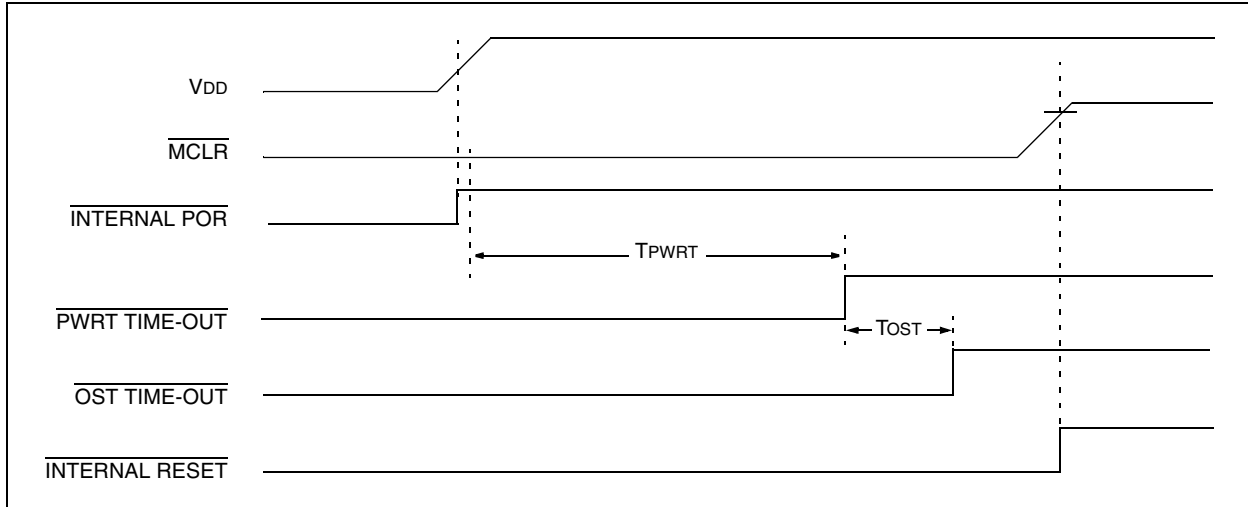 VDD
MCLR
INTERNAL POR
TPWRT
PWRT TIME-OUT
TOST
OST TIME-OUT
INTERNAL RESET